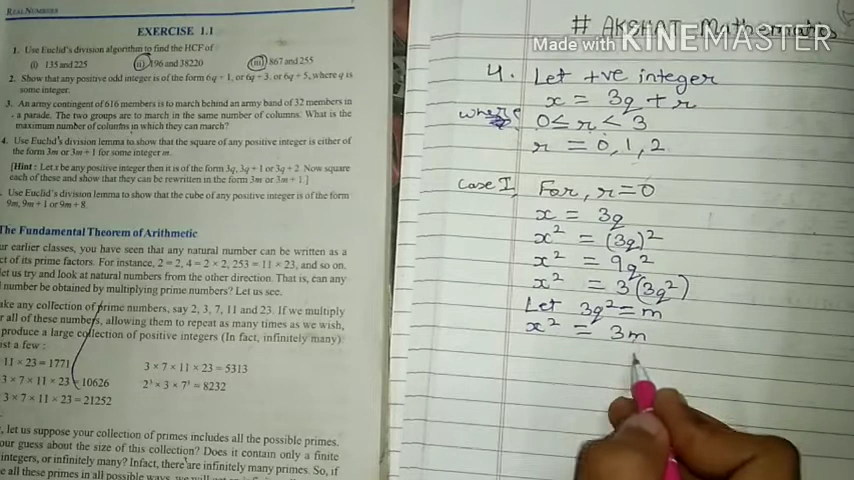 REAL NUMBERS
EXERCISE 1.1
1. Use Euclid's division algorithm to find the HCF of
(i) 135 and 225 (ii) 196 and 38220 (iii) 867 and 255
2. Show that any positive odd integer is of the form 6q + 1, or 6q + 3, or 6q + 5, where q is
some integer.
3. An army contingent of 616 members is to march behind an army band of 32 members in
a parade. The two groups are to march in the same number of columns. What is the
maximum number of columns in which they can march?
4. Use Euclid's division lemma to show that the square of any positive integer is either of
the form 3m or 3m + 1 for some integer m.
[Hint : Let x be any positive integer then it is of the form 3q, 3q + 1 or 3q + 2. Now square
each of these and show that they can be rewritten in the form 3m or 3m + 1.]
Use Euclid's division lemma to show that the cube of any positive integer is of the form
9m, 9m + 1 or 9m + 8.
The Fundamental Theorem of Arithmetic
ur earlier classes, you have seen that any natural number can be written as a
ct of its prime factors. For instance, 2 = 2, 4 = 2 × 2, 253 = 11 × 23, and so on.
let us try and look at natural numbers from the other direction. That is, can any
l number be obtained by multiplying prime numbers? Let us see.
ake any collection of prime numbers, say 2, 3, 7, 11 and 23. If we multiply
r all of these numbers, allowing them to repeat as many times as we wish,
produce a large collection of positive integers (In fact, infinitely many).
ist a few :
11 × 23 = 1771 3 × 7 × 11 × 23 = 5313
3 × 7 × 11 × 23 = 10626 2³ × 3 × 7³ = 8232
3 × 7 × 11 × 23 = 21252
, let us suppose your collection of primes includes all the possible primes.
our guess about the size of this collection? Does it contain only a finite
integers, or infinitely many? Infact, there are infinitely many primes. So, if
e all these primes in all possible
# AKSHAT Mathematics
Made with KINEMASTER
4. Let +ve integer
x = 3q + r
where 0 ≤ r < 3
r = 0, 1, 2
Case I, For, r = 0
x = 3q
x² = (3q)²
x² = 9q²
x² = 3(3q²)
Let 3q² = m
x² = 3m